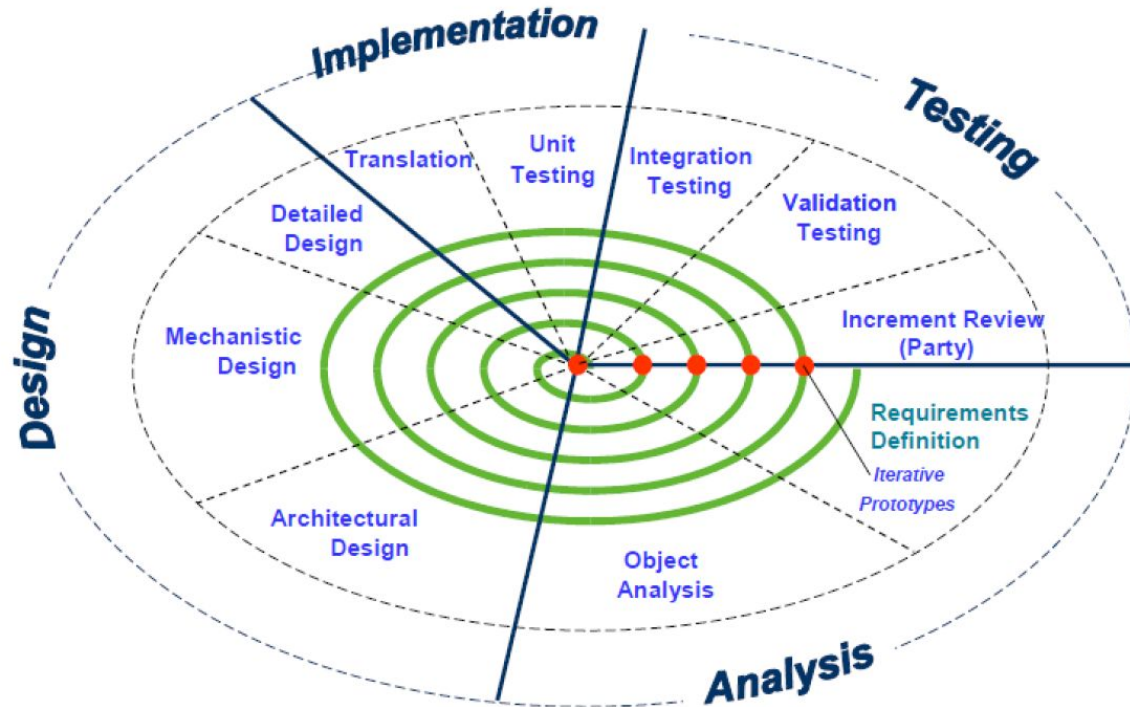 Implementation
Testing
Translation
Unit
Testing
Integration
Testing
Validation
Testing
Detailed
Design
Mechanistic
Design
Increment Review
(Party)
Design
Requirements
Definition
Iterative
Prototypes
Architectural
Design
Object
Analysis
Analysis